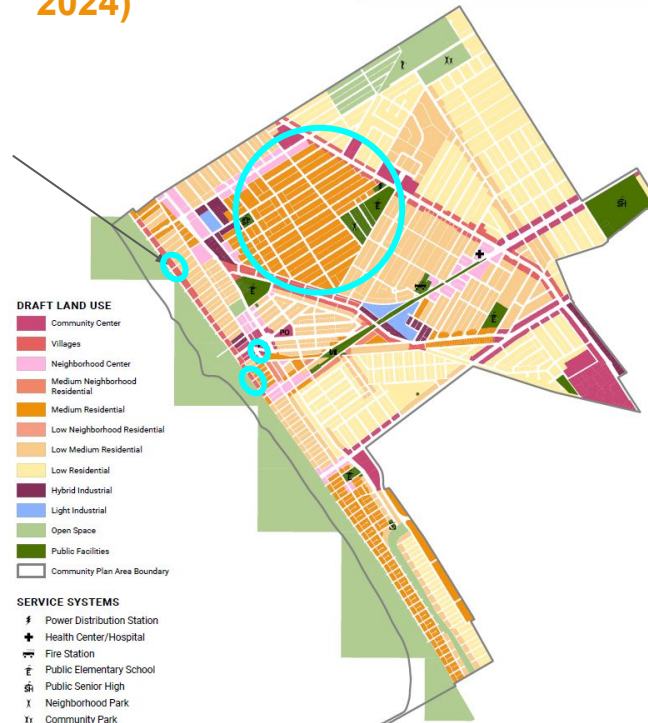 2024)
DRAFT LAND USE
Community Center
Villages
Neighborhood Center
Medium Neighborhood
Residential
Medium Residential
Low Neighborhood Residential
Low Medium Residential
Low Residential
Hybrid Industrial
Light Industrial
Open Space
Public Facilities
Community Plan Area Boundary
SERVICE SYSTEMS
Power Distribution Station
Health Center/Hospital
Fire Station
Public Elementary School
Public Senior High
Neighborhood Park
Community Park
PO
SH
E
E
E
E